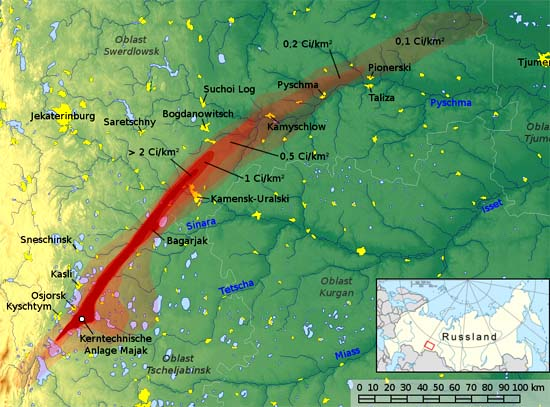 0,2 Ci/km²
0,1 Ci/km²
Oblast
Swerdlowsk
Pionerski
Tjumen
Suchoi Log
Pyschma
Taliza
Pyschma
Jekaterinburg
Bogdanowitsch
Saretschny
Kamyschlow
Oblast
Tjumen
> 2 Ci/km²
0,5 Ci/km²
1 Ci/km²
Kamensk-Uralski
Isset
Sinara
Sneschinsk
Bagarjak
Kasli
Tetscha
Oblast
Kurgan
Osjorsk
Kyschtym
Russland
Kerntechnische
Anlage Majak
Oblast
Tscheljabinsk
Miass
0 10 20 30 40 50 60 70 80 90 100 km